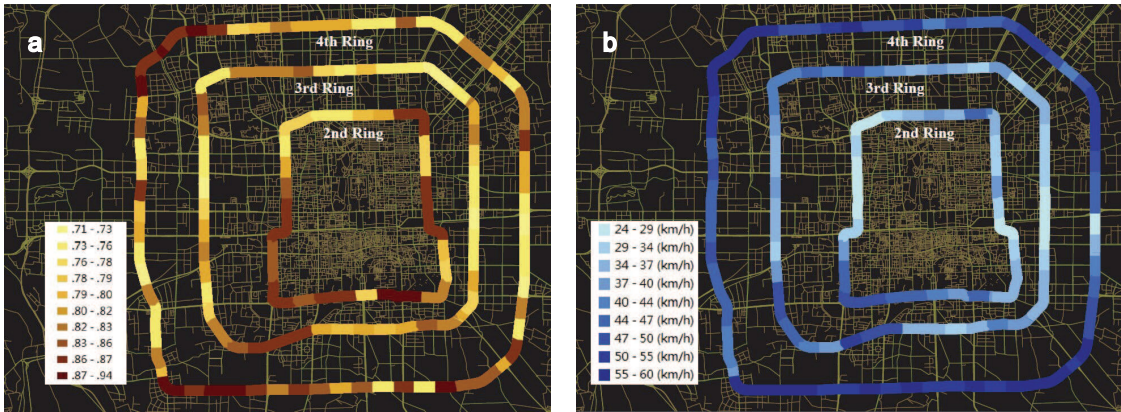 a
4th Ring
3rd Ring
2nd Ring
.71 - .73
.73 - .76
.76 - .78
.78 - .79
.79 - .80
.80 - .82
.82 - .83
.83 - .86
.86 - .87
.87 - .94
b
4th Ring
3rd Ring
2nd Ring
24 - 29 (km/h)
29 - 34 (km/h)
34 - 37 (km/h)
37 - 40 (km/h)
40 - 44 (km/h)
44 - 47 (km/h)
47 - 50 (km/h)
50 - 55 (km/h)
55 - 60 (km/h)